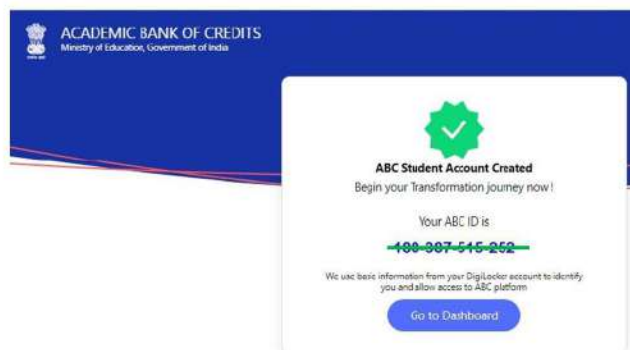 ACADEMIC BANK OF CREDITS
Ministry of Education, Government of India
ABC Student Account Created
Begin your Transformation journey now !
Your ABC ID is
We use basic information from your DigiLocker account to identify
you and allow access to ABC platform
Go to Dashboard